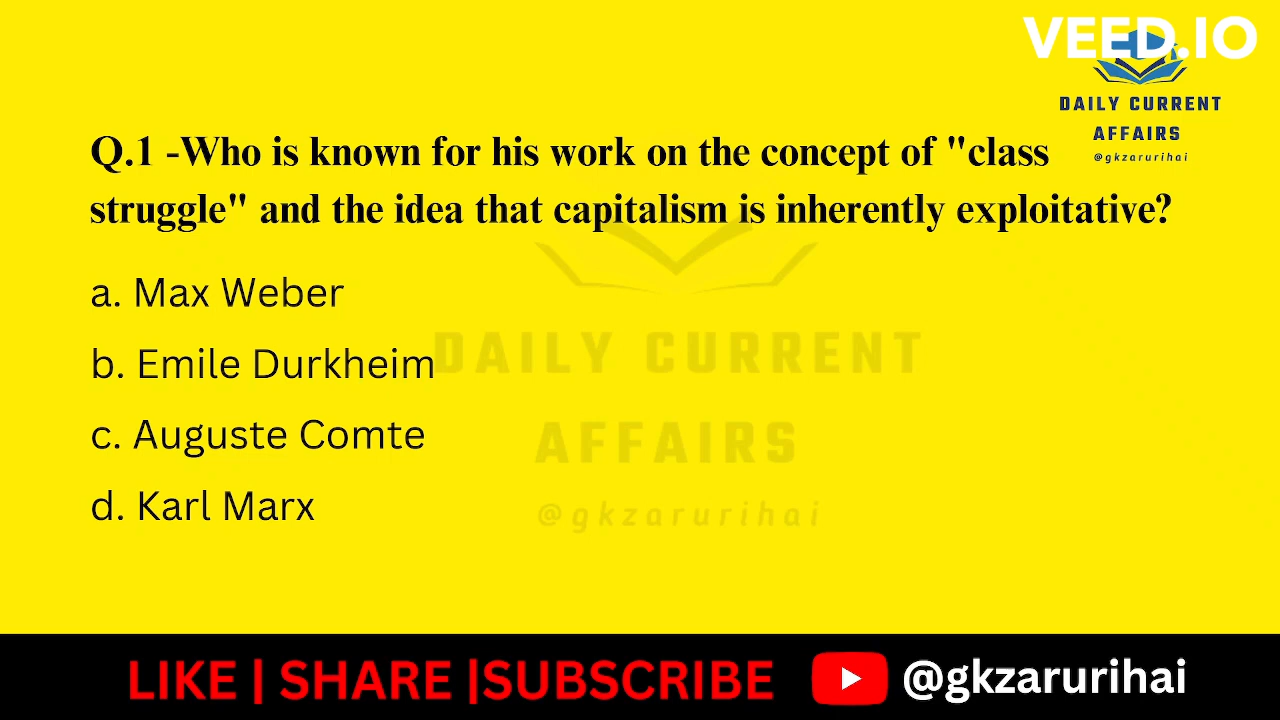 VEED.IO
DAILY CURRENT
AFFAIRS
@gkzarurihai
Q.1 -Who is known for his work on the concept of "class
struggle" and the idea that capitalism is inherently exploitative?
a. Max Weber
b. Emile Durkheim
c. Auguste Comte
d. Karl Marx
DAILY CURRENT
AFFAIRS
@gkzarurihai
LIKE | SHARE |SUBSCRIBE @gkzarurihai